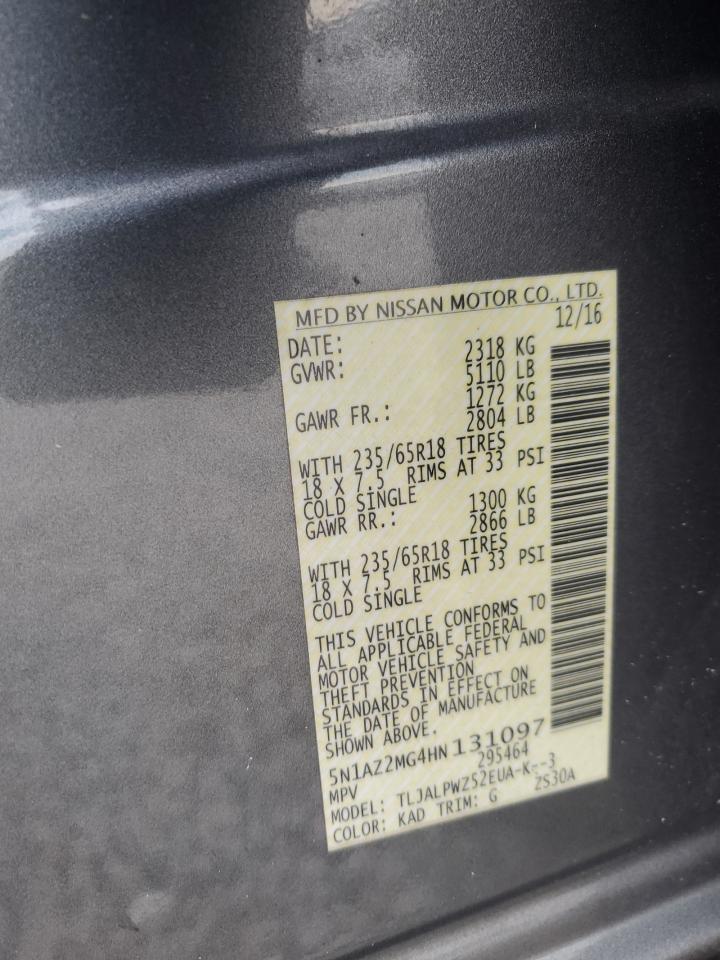 MFD BY NISSAN MOTOR CO., LTD.
DATE: 12/16
GVWR: 2318 KG
5110 LB
1272 KG
GAWR FR.: 2804 LB
WITH 235/65R18 TIRES
18 X 7.5 RIMS AT 33 PSI
COLD SINGLE 1300 KG
GAWR RR.: 2866 LB
WITH 235/65R18 TIRES
18 X 7.5 RIMS AT 33 PSI
COLD SINGLE
THIS VEHICLE CONFORMS TO
ALL APPLICABLE FEDERAL
MOTOR VEHICLE SAFETY AND
THEFT PREVENTION
STANDARDS IN EFFECT ON
THE DATE OF MANUFACTURE
SHOWN ABOVE.
5N1AZ2MG4HN131097
MPV 295464
MODEL: TLJALPWZ52EUA-K--3
COLOR: KAD TRIM: G ZS30A